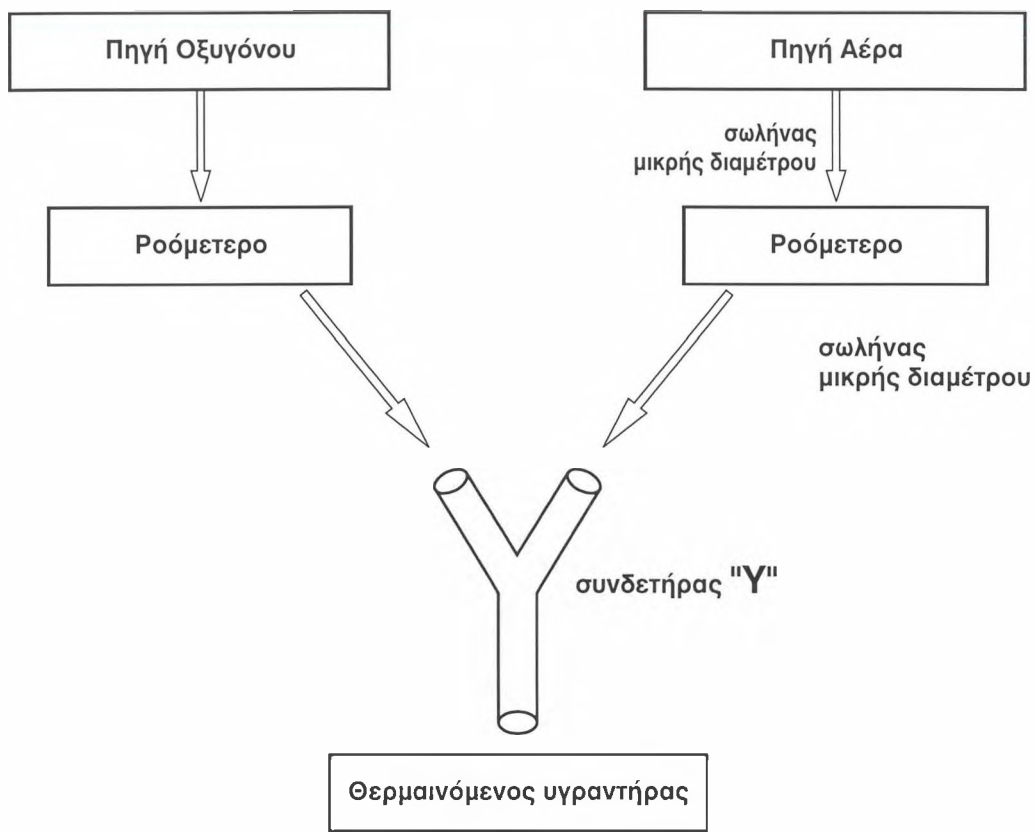 Πηγή Οξυγόνου
Πηγή Αέρα
σωλήνας
μικρής διαμέτρου
Ροόμετερο
Ροόμετερο
σωλήνας
μικρής διαμέτρου
συνδετήρας "Υ"
Θερμαινόμενος υγραντήρας